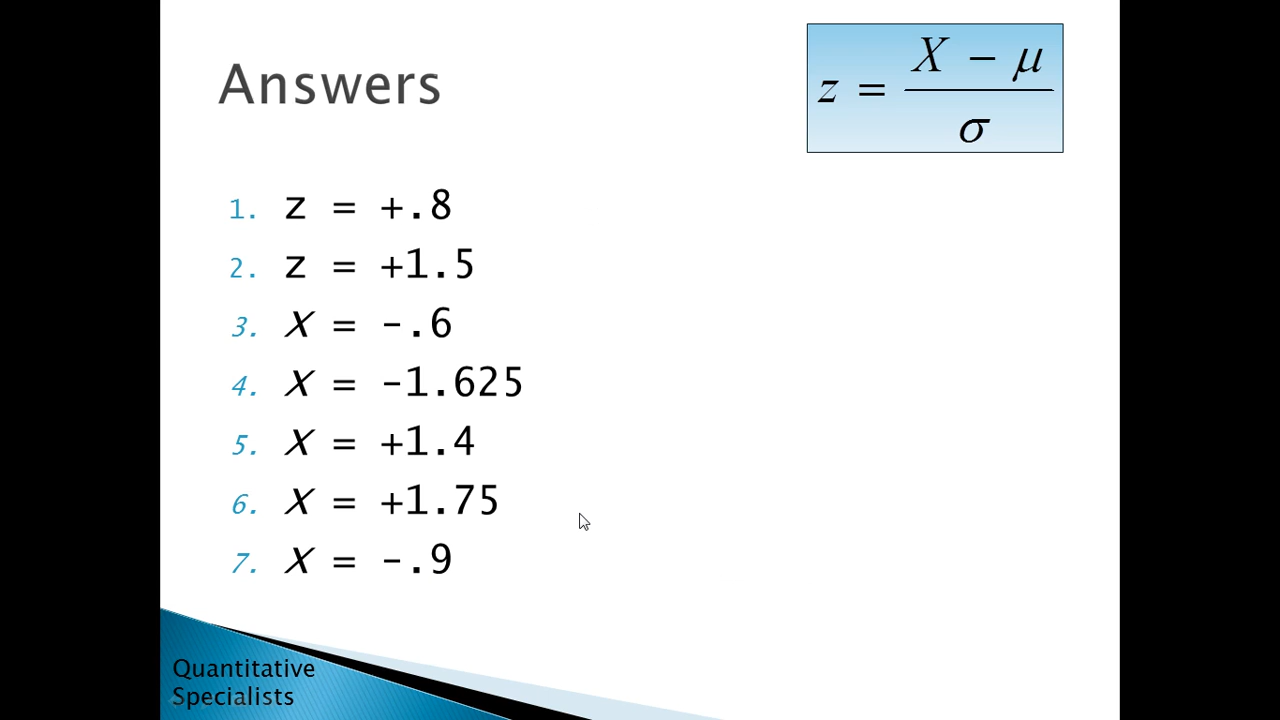 Answers
z = X − μ / σ
1. z = +.8
2. z = +1.5
3. X = -.6
4. X = -1.625
5. X = +1.4
6. X = +1.75
7. X = -.9
Quantitative
Specialists